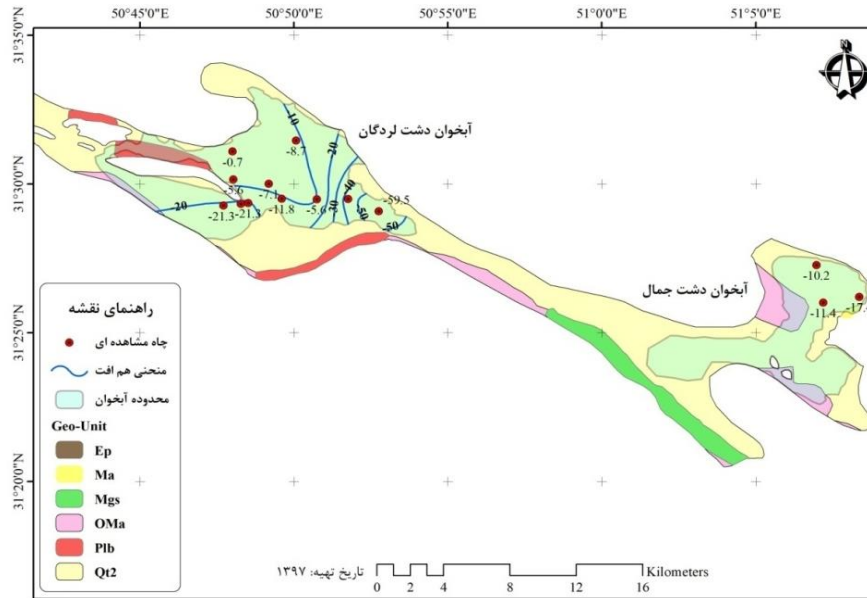 50°45'0"E 50°50'0"E 50°55'0"E 51°0'0"E 51°5'0"E
31°35'0"N
31°30'0"N
31°25'0"N
31°20'0"N
آبخوان دشت لردگان
-10
-8.7
-20
-0.7
-5.6
-7.1
-40
-59.5
-20
-21.3
-21.3
-11.8
-5.6
-30
-50
-50
آبخوان دشت جمال
-10.2
-11.4
-17.
راهنمای نقشه
چاه مشاهده ای
منحنی هم افت
محدوده آبخوان
Geo-Unit
Ep
Ma
Mgs
OMa
Plb
Qt2
تاریخ تهیه: ۱۳۹۷
Kilometers
0 2 4 8 12 16